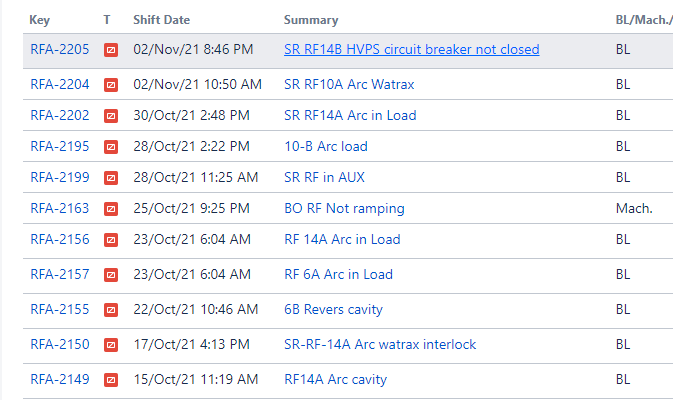 Key T Shift Date Summary BL/Mach./
RFA-2205 02/Nov/21 8:46 PM SR RF14B HVPS circuit breaker not closed BL
RFA-2204 02/Nov/21 10:50 AM SR RF10A Arc Watrax BL
RFA-2202 30/Oct/21 2:48 PM SR RF14A Arc in Load BL
RFA-2195 28/Oct/21 2:22 PM 10-B Arc load BL
RFA-2199 28/Oct/21 11:25 AM SR RF in AUX BL
RFA-2163 25/Oct/21 9:25 PM BO RF Not ramping Mach.
RFA-2156 23/Oct/21 6:04 AM RF 14A Arc in Load BL
RFA-2157 23/Oct/21 6:04 AM RF 6A Arc in Load BL
RFA-2155 22/Oct/21 10:46 AM 6B Revers cavity BL
RFA-2150 17/Oct/21 4:13 PM SR-RF-14A Arc watrax interlock BL
RFA-2149 15/Oct/21 11:19 AM RF14A Arc cavity BL